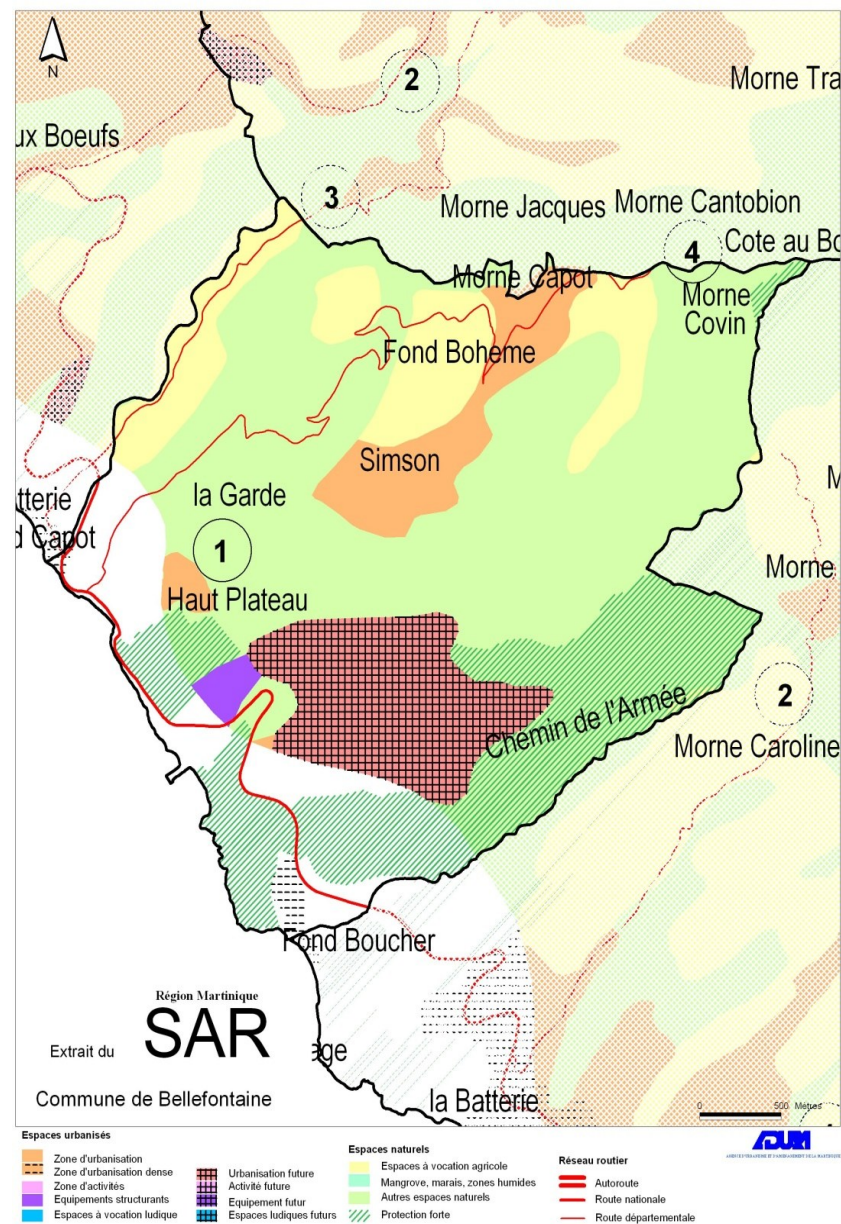 N
2
Morne Tra
ux Boeufs
3
Morne Jacques
Morne Cantobion
4
Cote au Bo
Morne Capot
Morne
Covin
Fond Boheme
Simson
la Garde
M
tterie
d Capot
1
Haut Plateau
Morne
Chemin de l'Armée
2
Morne Caroline
Fond Boucher
Région Martinique
Extrait du SAR
age
Commune de Bellefontaine
la Batterie
0 500 Mètres
Espaces urbanisés
Zone d'urbanisation
Zone d'urbanisation dense
Zone d'activités
Equipements structurants
Espaces à vocation ludique
Urbanisation future
Activité future
Equipement futur
Espaces ludiques futurs
Espaces naturels
Espaces à vocation agricole
Mangrove, marais, zones humides
Autres espaces naturels
Protection forte
Réseau routier
Autoroute
Route nationale
Route départementale
ADUAM